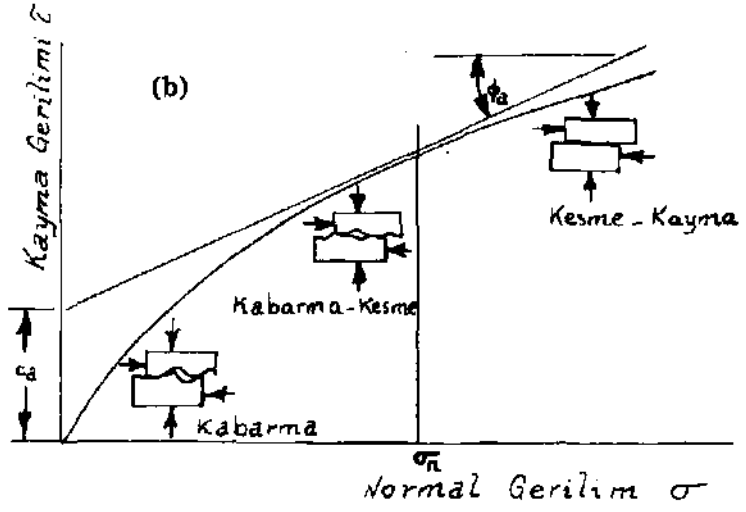 Kayma Gerilimi τ
(b)
ϕa
Kesme - Kayma
Kabarma-Kesme
Ca
Kabarma
σn
Normal Gerilim σ